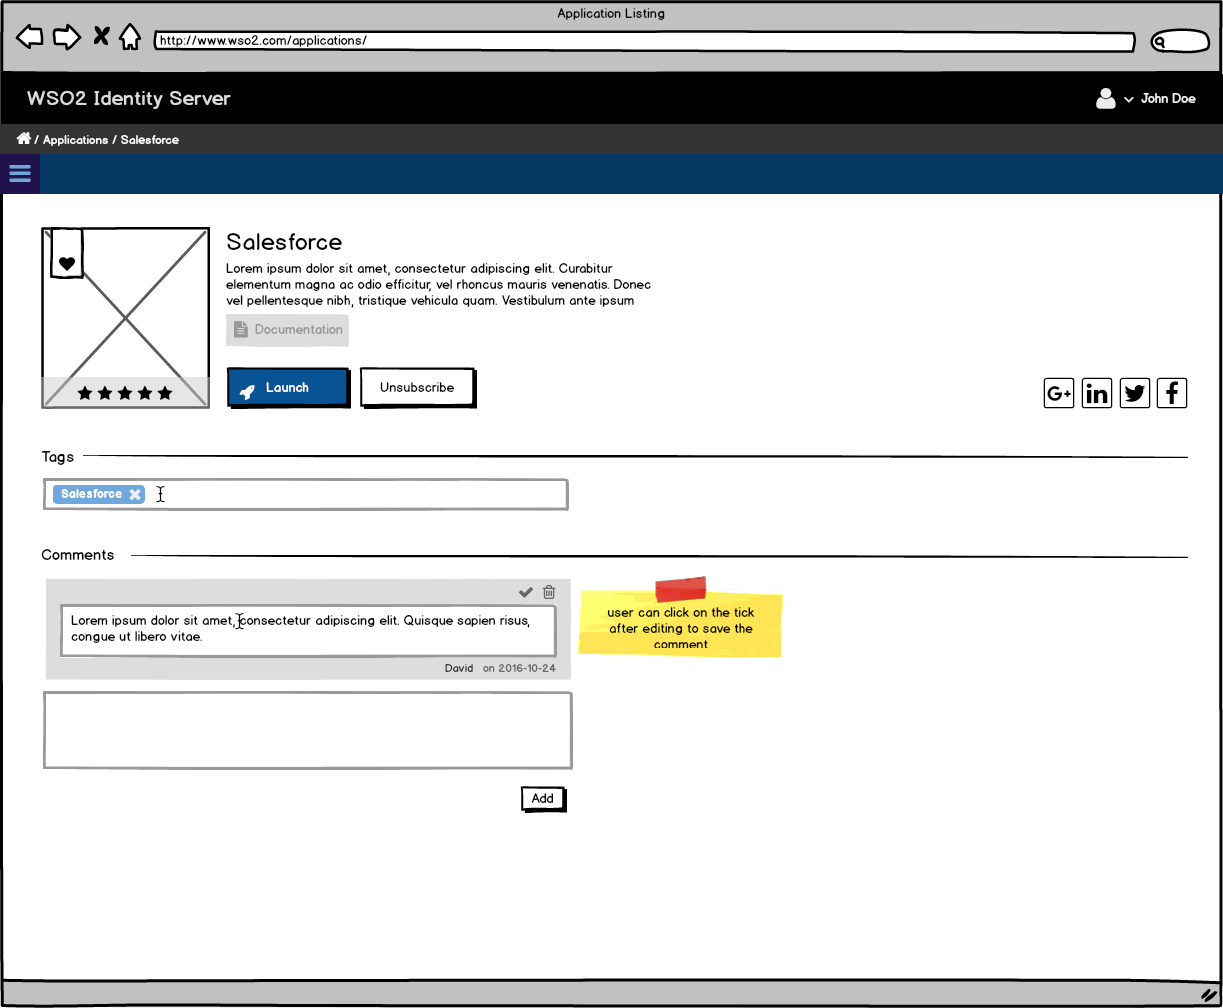 Application Listing
http://www.wso2.com/applications/
WSO2 Identity Server
John Doe
/ Applications / Salesforce
Salesforce
Lorem ipsum dolor sit amet, consectetur adipiscing elit. Curabitur
elementum magna ac odio efficitur, vel rhoncus mauris venenatis. Donec
vel pellentesque nibh, tristique vehicula quam. Vestibulum ante ipsum
Documentation
Launch
Unsubscribe
G+
in
f
Tags
Salesforce
Comments
Lorem ipsum dolor sit amet, consectetur adipiscing elit. Quisque sapien risus,
congue ut libero vitae.
David on 2016-10-24
user can click on the tick
after editing to save the
comment
Add